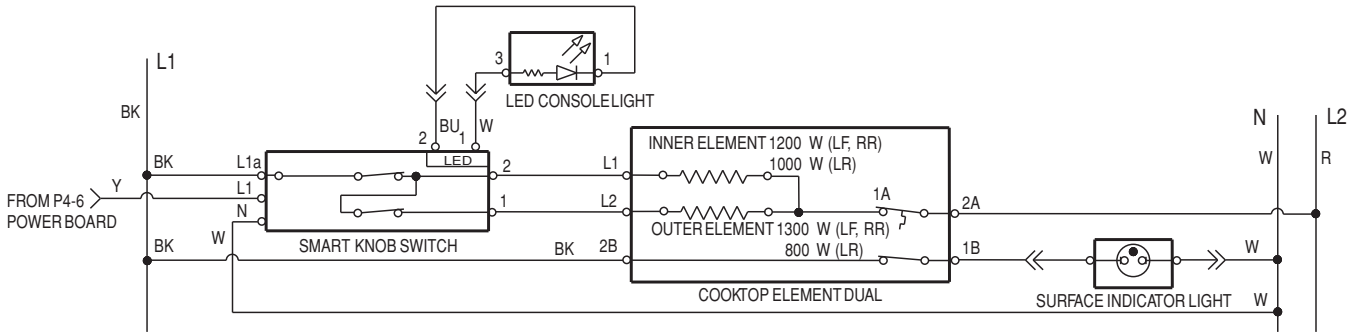 L1
BK
3
1
LED CONSOLE LIGHT
2
BU
1
W
N
L2
W
R
BK
L1a
LED
2
L1
INNER ELEMENT 1200 W (LF, RR)
1000 W (LR)
FROM P4-6
POWER BOARD
Y
L1
N
W
1
L2
1A
2A
OUTER ELEMENT 1300 W (LF, RR)
800 W (LR)
SMART KNOB SWITCH
BK
BK
2B
1B
W
COOKTOP ELEMENT DUAL
SURFACE INDICATOR LIGHT
W